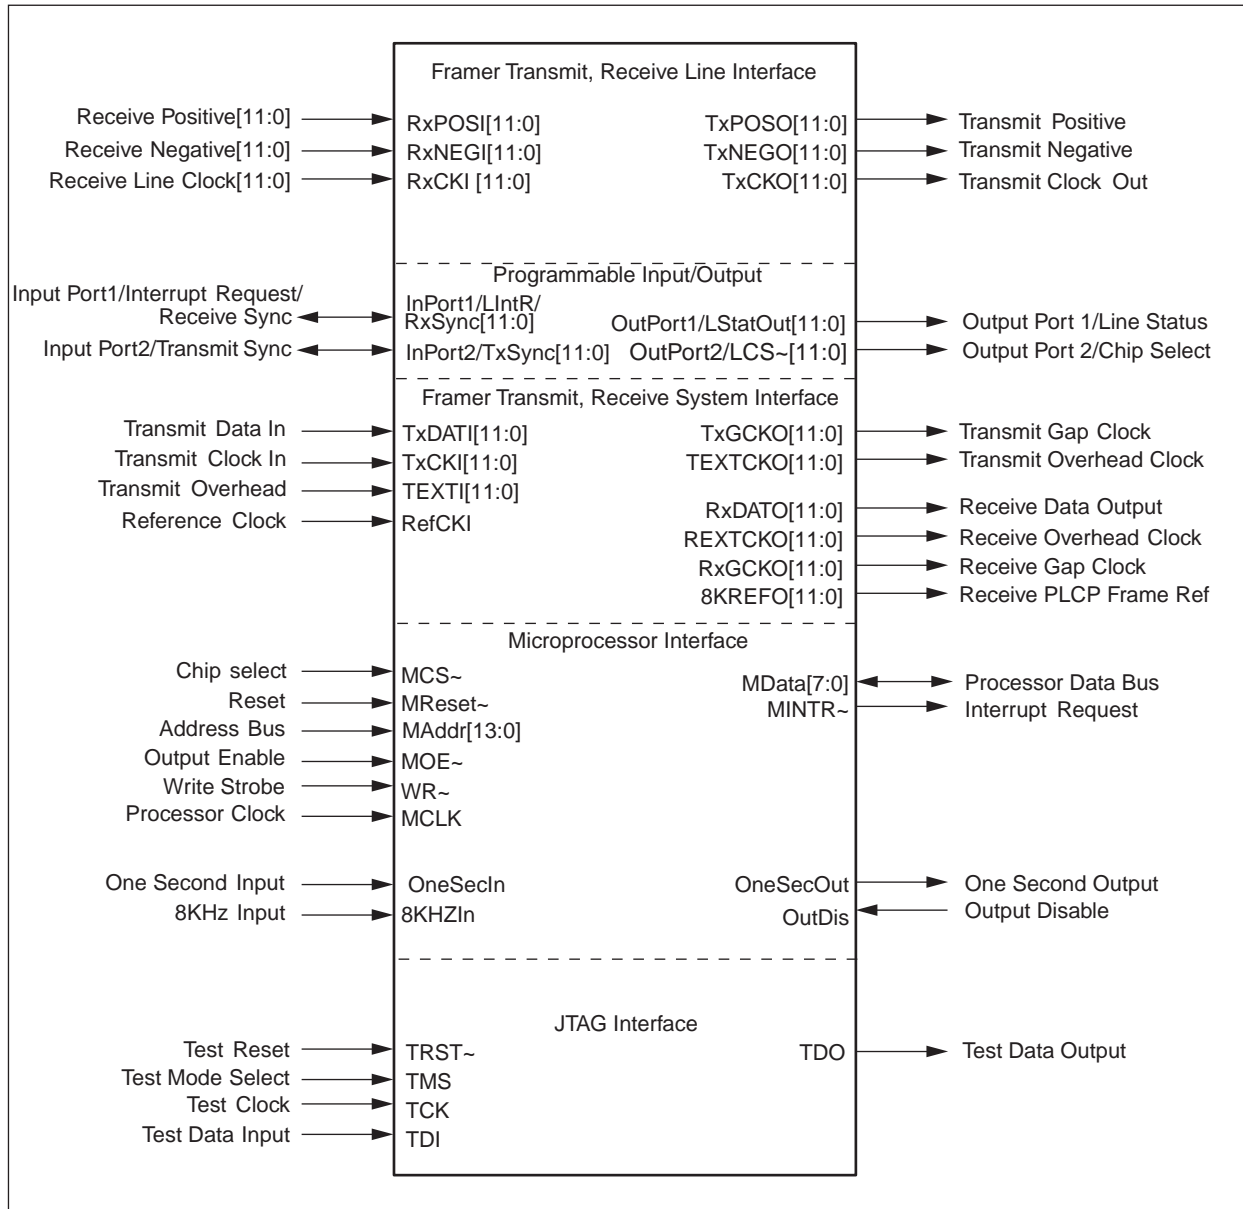 Framer Transmit, Receive Line Interface
Receive Positive[11:0] RxPOSI[11:0] TxPOSO[11:0] Transmit Positive
Receive Negative[11:0] RxNEGI[11:0] TxNEGO[11:0] Transmit Negative
Receive Line Clock[11:0] RxCKI [11:0] TxCKO[11:0] Transmit Clock Out
Programmable Input/Output
Input Port1/Interrupt Request/ InPort1/LIntR/
Receive Sync RxSync[11:0] OutPort1/LStatOut[11:0] Output Port 1/Line Status
Input Port2/Transmit Sync InPort2/TxSync[11:0] OutPort2/LCS~[11:0] Output Port 2/Chip Select
Framer Transmit, Receive System Interface
Transmit Data In TxDATI[11:0] TxGCKO[11:0] Transmit Gap Clock
Transmit Clock In TxCKI[11:0] TEXTCKO[11:0] Transmit Overhead Clock
Transmit Overhead TEXTI[11:0]
RxDATO[11:0] Receive Data Output
Reference Clock RefCKI
REXTCKO[11:0] Receive Overhead Clock
RxGCKO[11:0] Receive Gap Clock
8KREFO[11:0] Receive PLCP Frame Ref
Microprocessor Interface
Chip select MCS~ MData[7:0] Processor Data Bus
Reset MReset~ MINTR~ Interrupt Request
Address Bus MAddr[13:0]
Output Enable MOE~
Write Strobe WR~
Processor Clock MCLK
One Second Input OneSecIn OneSecOut One Second Output
8KHz Input 8KHZIn OutDis Output Disable
JTAG Interface
Test Reset TRST~ TDO Test Data Output
Test Mode Select TMS
Test Clock TCK
Test Data Input TDI